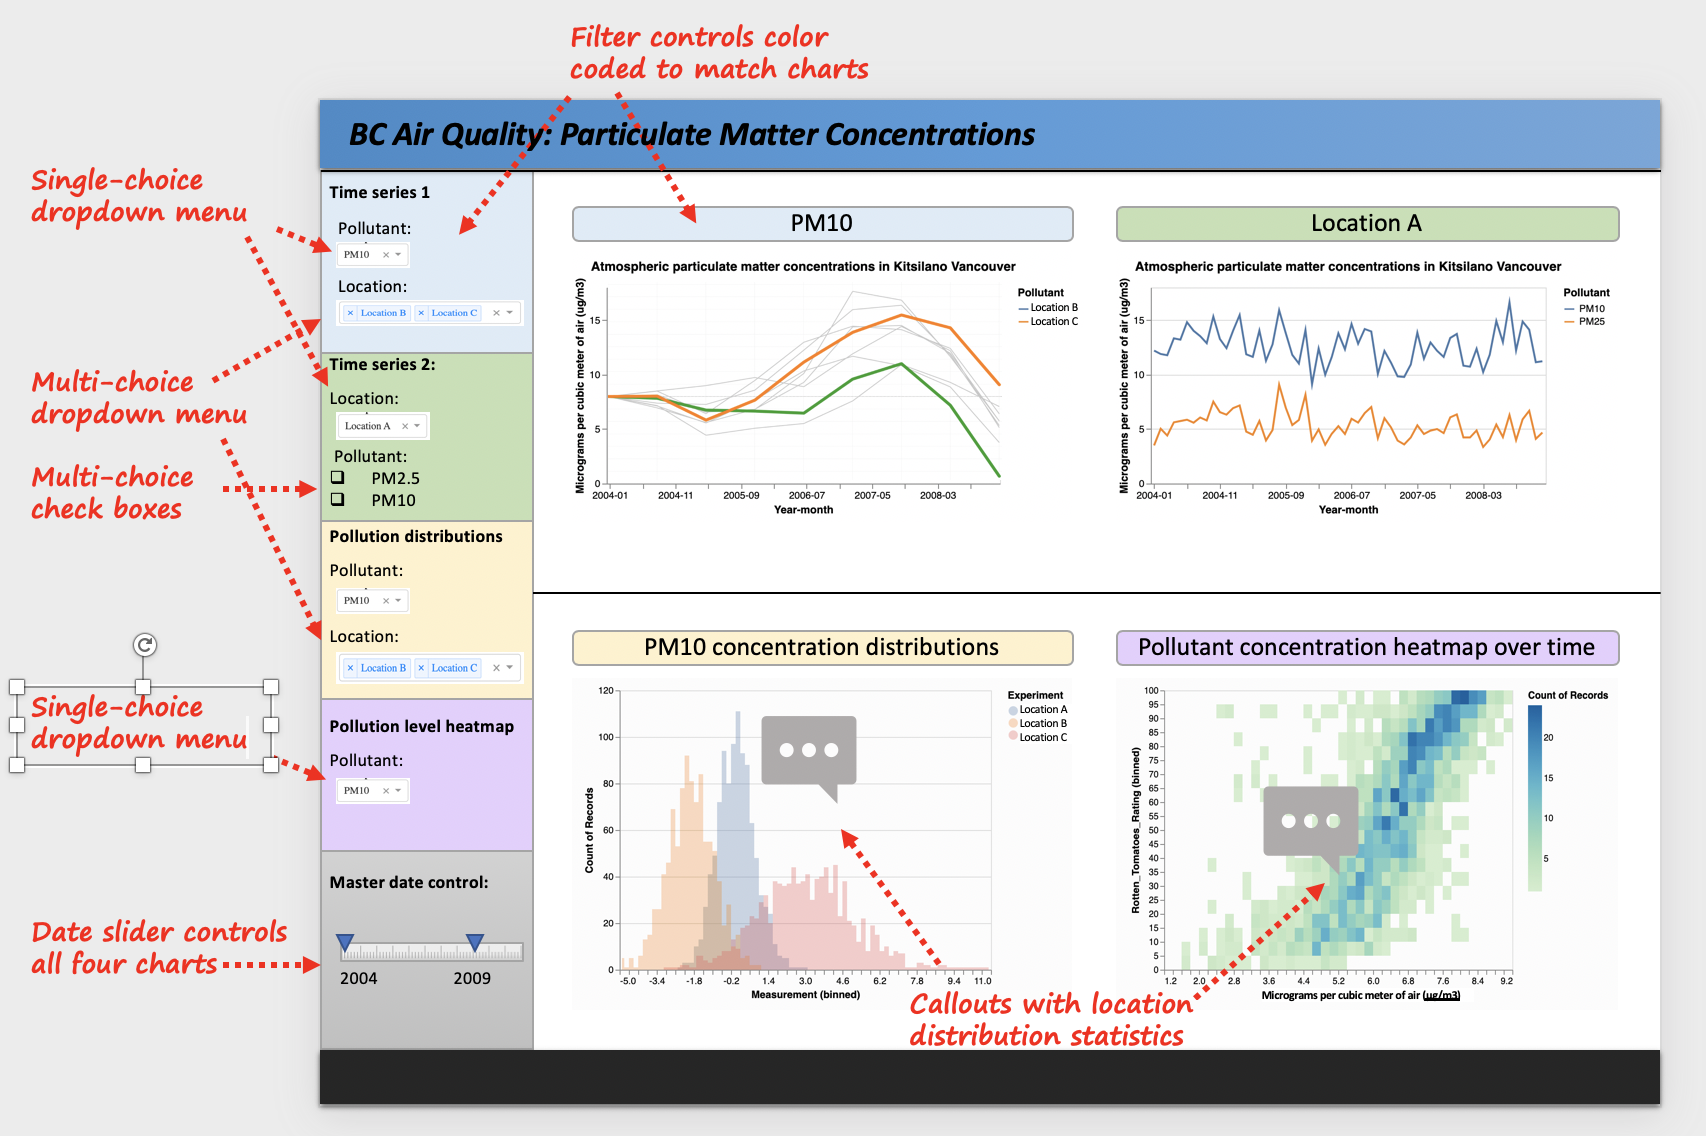 Filter controls color
coded to match charts
BC Air Quality: Particulate Matter Concentrations
Single-choice
dropdown menu
Multi-choice
dropdown menu
Multi-choice
check boxes
Single-choice
dropdown menu
Date slider controls
all four charts
Time series 1
Pollutant:
PM10 ×
Location:
× Location B × Location C ×
Time series 2:
Location:
Location A ×
Pollutant:
PM2.5
PM10
Pollution distributions
Pollutant:
PM10 ×
Location:
× Location B × Location C ×
Pollution level heatmap
Pollutant:
PM10 ×
Master date control:
2004 2009
PM10
Atmospheric particulate matter concentrations in Kitsilano Vancouver
Micrograms per cubic meter of air (ug/m3)
15
10
5
0
2004-01 2004-11 2005-09 2006-07 2007-05 2008-03
Year-month
Pollutant
Location B
Location C
Location A
Atmospheric particulate matter concentrations in Kitsilano Vancouver
Micrograms per cubic meter of air (ug/m3)
15
10
5
0
2004-01 2004-11 2005-09 2006-07 2007-05 2008-03
Year-month
Pollutant
PM10
PM25
PM10 concentration distributions
Count of Records
120
100
80
60
40
20
0
-5.0 -3.4 -1.8 -0.2 1.4 3.0 4.6 6.2 7.8 9.4 11.0
Measurement (binned)
Experiment
Location A
Location B
Location C
Pollutant concentration heatmap over time
Rotten_Tomatoes_Rating (binned)
100
95
90
85
80
75
70
65
60
55
50
45
40
35
30
25
20
15
10
5
0
1.2 2.0 2.8 3.6 4.4 5.2 6.0 6.8 7.6 8.4 9.2
Micrograms per cubic meter of air (ug/m3)
Count of Records
20
15
10
5
Callouts with location
distribution statistics